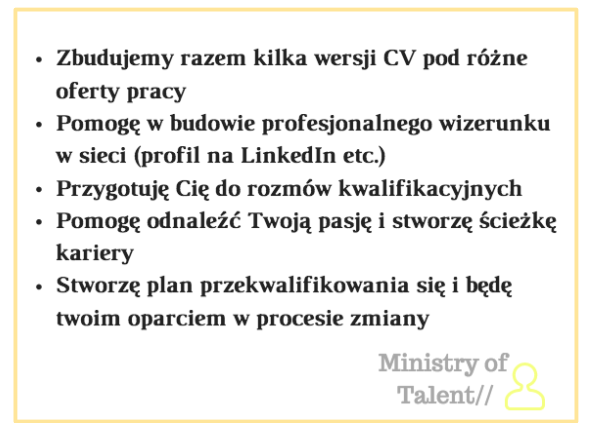 • Zbudujemy razem kilka wersji CV pod różne
oferty pracy
• Pomogę w budowie profesjonalnego wizerunku
w sieci (profil na LinkedIn etc.)
• Przygotuję Cię do rozmów kwalifikacyjnych
• Pomogę odnaleźć Twoją pasję i stworzę ścieżkę
kariery
• Stworzę plan przekwalifikowania się i będę
twoim oparciem w procesie zmiany
Ministry of
Talent//